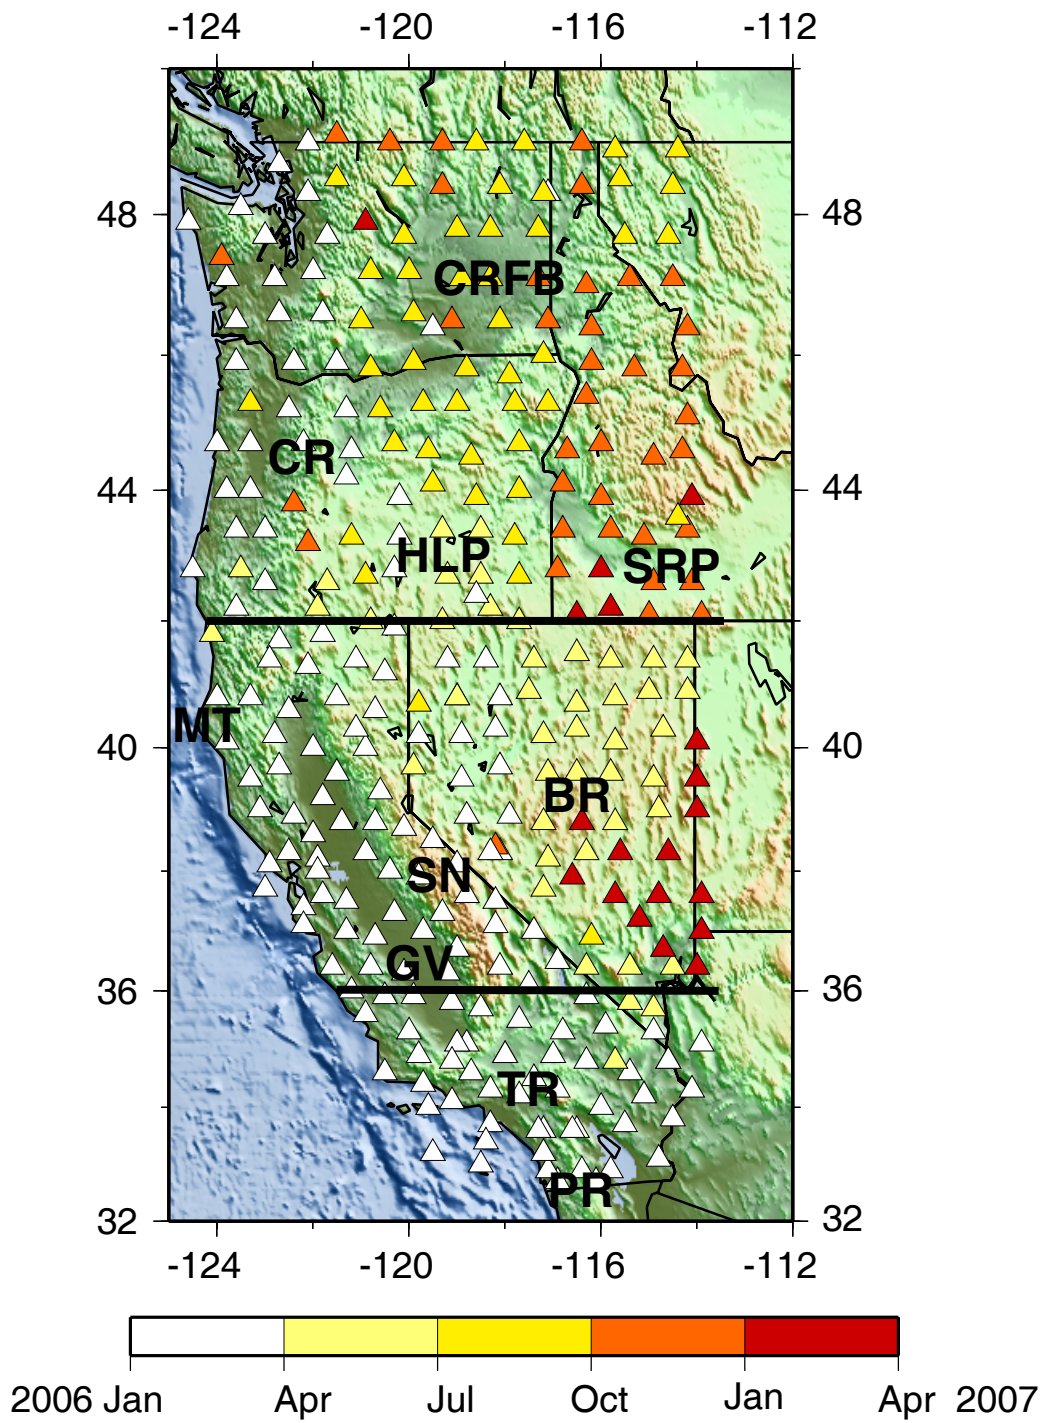 -124 -120 -116 -112
48 48
CRFB
CR
44 44
HLP SRP
MT
40 40
BR
SN
GV
36 36
TR
PR
32 32
-124 -120 -116 -112
2006 Jan Apr Jul Oct Jan Apr 2007